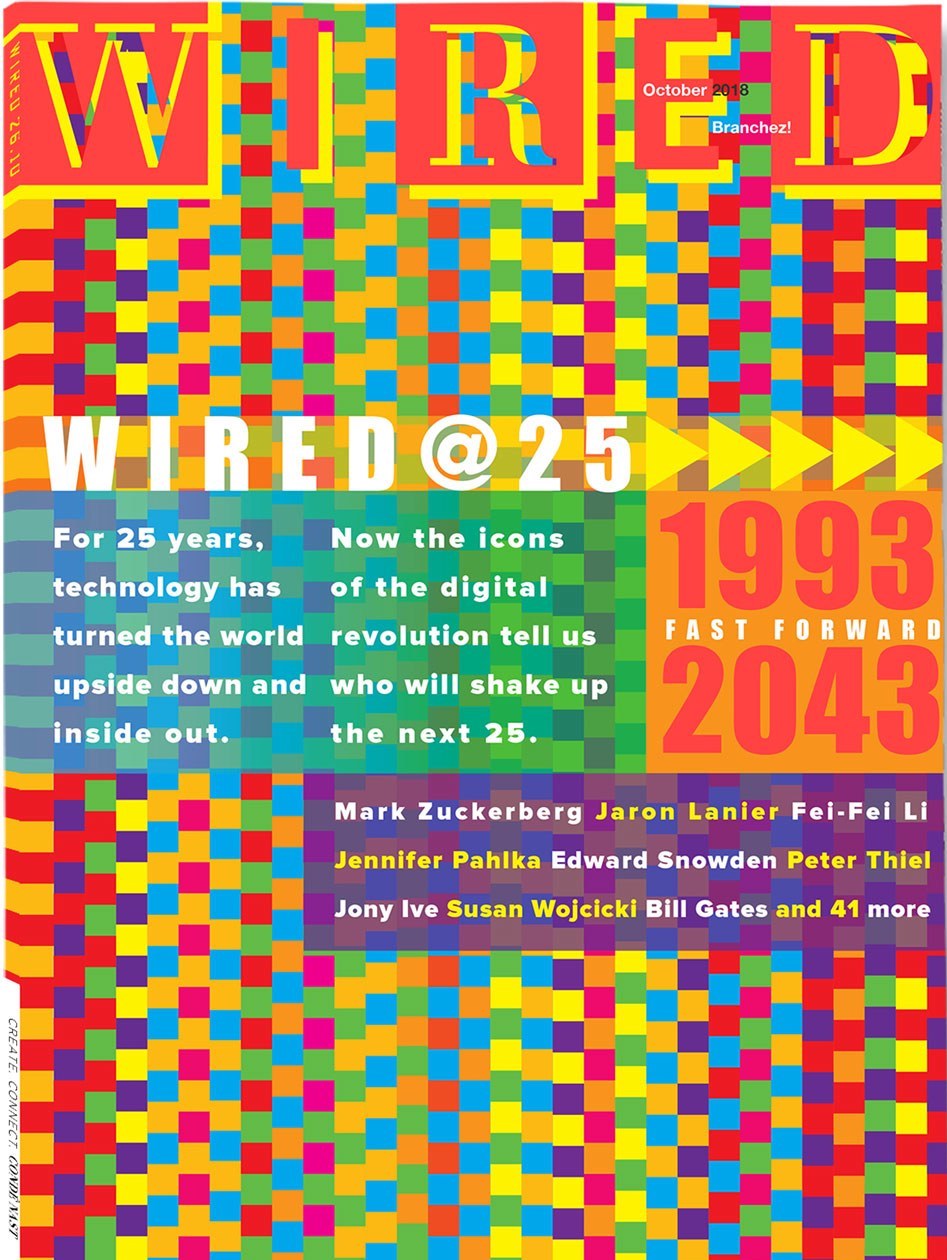 WIRED
October 2018
Branchez!
WIRED 26.10
WIRED@25
For 25 years,
technology has
turned the world
upside down and
inside out.
Now the icons
of the digital
revolution tell us
who will shake up
the next 25.
1993
FAST FORWARD
2043
Mark Zuckerberg Jaron Lanier Fei-Fei Li
Jennifer Pahlka Edward Snowden Peter Thiel
Jony Ive Susan Wojcicki Bill Gates and 41 more
CREATE. CONNECT. CONDÉ NAST